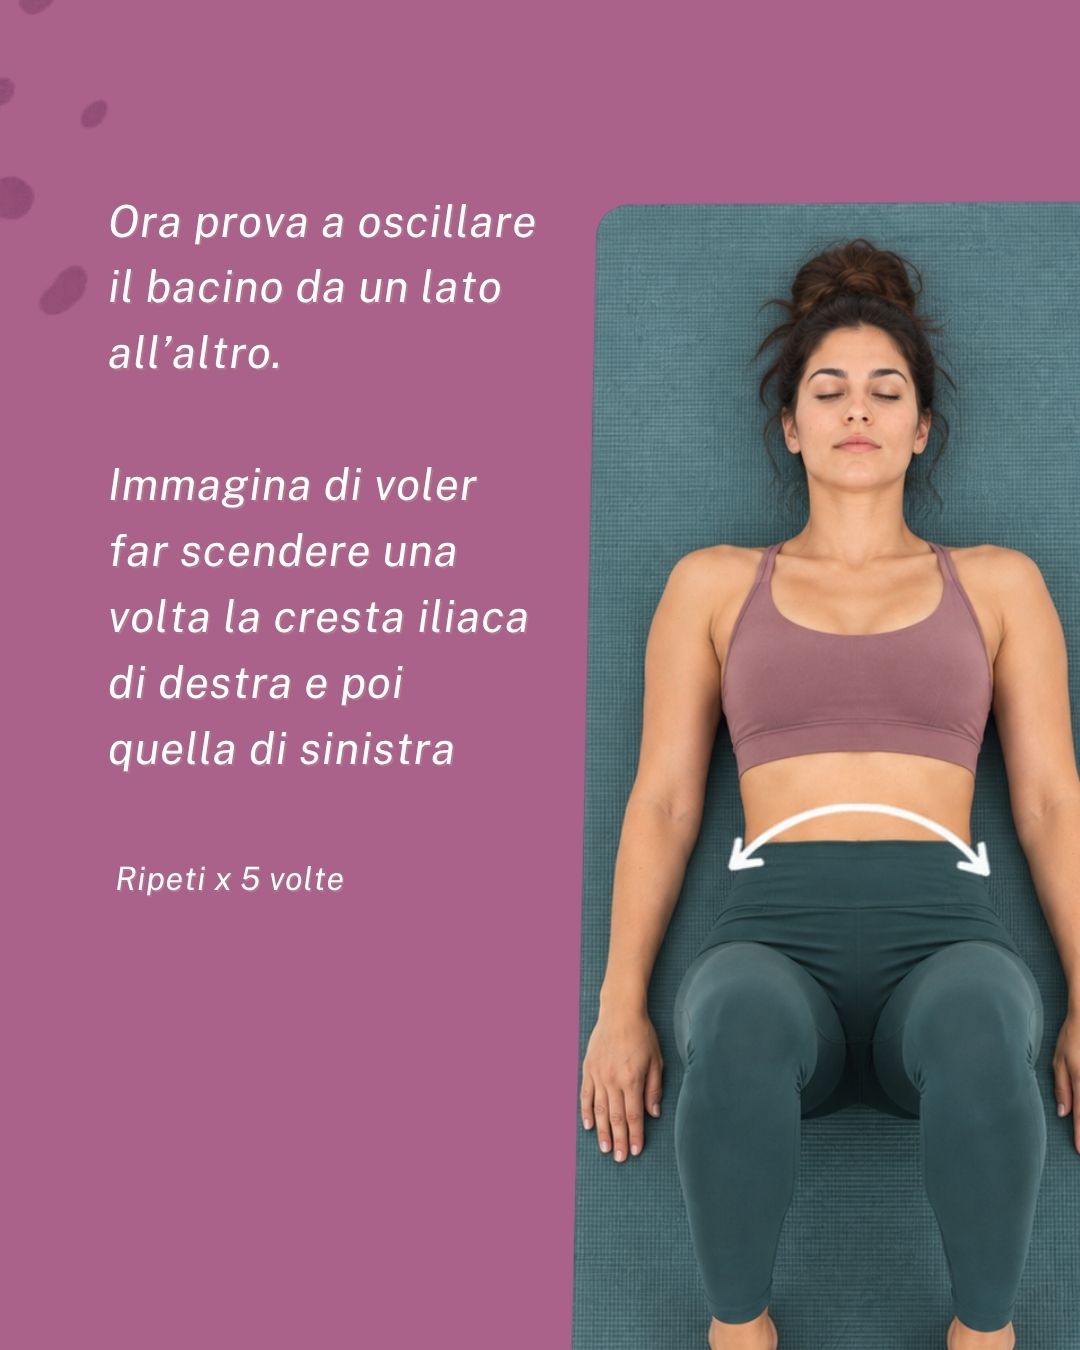 Ora prova a oscillare
il bacino da un lato
all’altro.
Immagina di voler
far scendere una
volta la cresta iliaca
di destra e poi
quella di sinistra
Ripeti x 5 volte